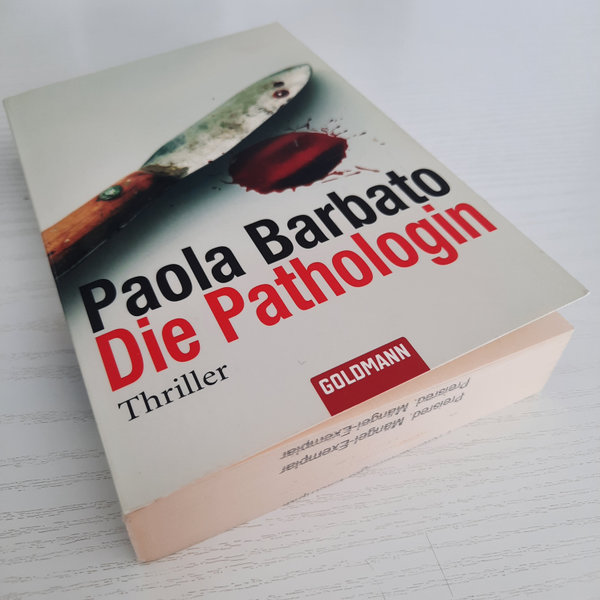 Paola Barbato
Die Pathologin
Thriller
GOLDMANN
Preisred. Mängel-Exemplar
Preisred. Mängel-Exemplar